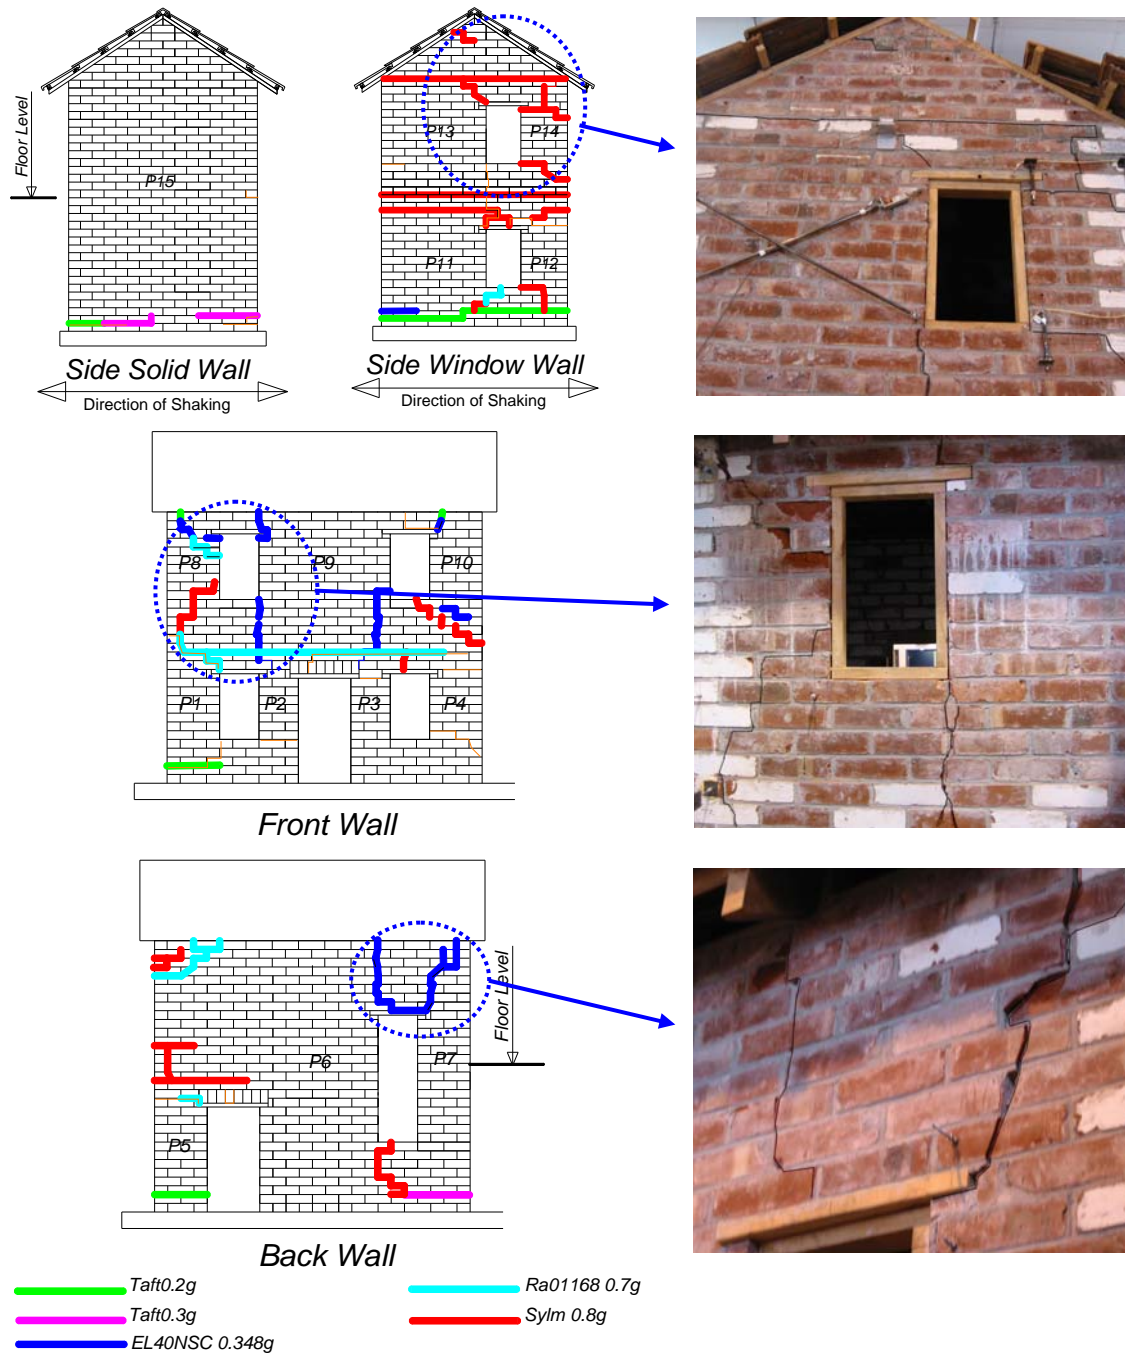 Floor Level
P15
P13
P14
P11
P12
Side Solid Wall
Side Window Wall
Direction of Shaking
Direction of Shaking
P8
P9
P10
P1
P2
P3
P4
Front Wall
Floor Level
P6
P7
P5
Back Wall
Taft0.2g
Ra01168 0.7g
Taft0.3g
Sylm 0.8g
EL40NSC 0.348g